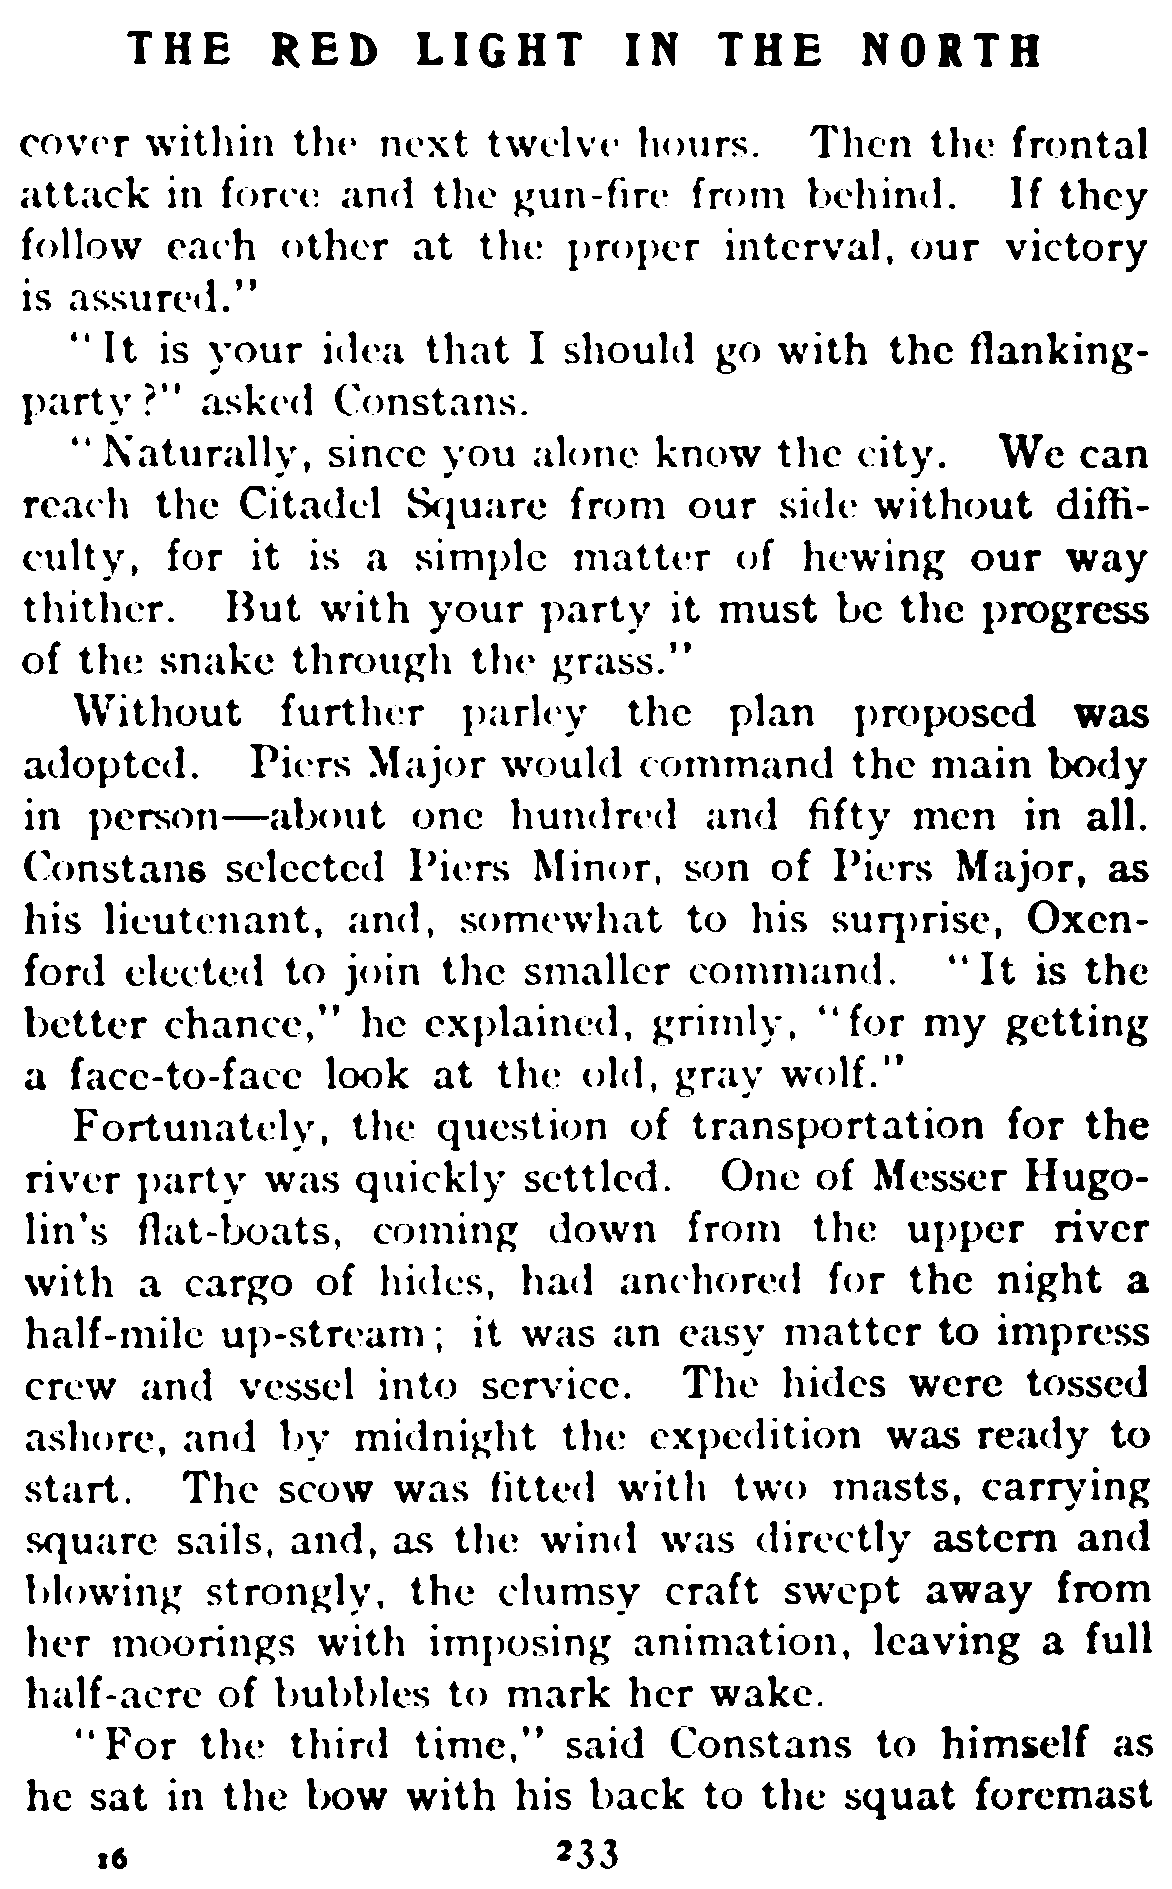 THE RED LIGHT IN THE NORTH
cover within the next twelve hours. Then the frontal
attack in force and the gun-fire from behind. If they
follow each other at the proper interval, our victory
is assured."
"It is your idea that I should go with the flanking-
party?" asked Constans.
"Naturally, since you alone know the city. We can
reach the Citadel Square from our side without diffi-
culty, for it is a simple matter of hewing our way
thither. But with your party it must be the progress
of the snake through the grass."
Without further parley the plan proposed was
adopted. Piers Major would command the main body
in person—about one hundred and fifty men in all.
Constans selected Piers Minor, son of Piers Major, as
his lieutenant, and, somewhat to his surprise, Oxen-
ford elected to join the smaller command. "It is the
better chance," he explained, grimly, "for my getting
a face-to-face look at the old, gray wolf."
Fortunately, the question of transportation for the
river party was quickly settled. One of Messer Hugo-
lin's flat-boats, coming down from the upper river
with a cargo of hides, had anchored for the night a
half-mile up-stream; it was an easy matter to impress
crew and vessel into service. The hides were tossed
ashore, and by midnight the expedition was ready to
start. The scow was fitted with two masts, carrying
square sails, and, as the wind was directly astern and
blowing strongly, the clumsy craft swept away from
her moorings with imposing animation, leaving a full
half-acre of bubbles to mark her wake.
"For the third time," said Constans to himself as
he sat in the bow with his back to the squat foremast
16 233